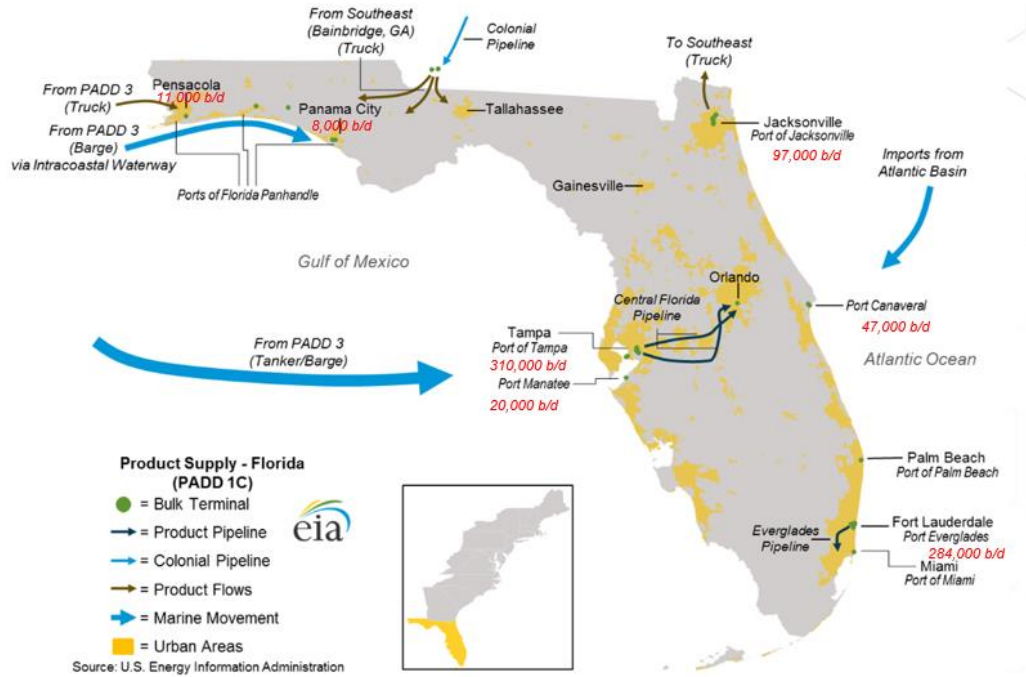 From Southeast
(Bainbridge, GA)
(Truck)
Colonial
Pipeline
To Southeast
(Truck)
From PADD 3
(Truck)
Pensacola
11,000 b/d
Panama City
8,000 b/d
Tallahassee
Jacksonville
Port of Jacksonville
97,000 b/d
From PADD 3
(Barge)
via Intracoastal Waterway
Imports from
Atlantic Basin
Ports of Florida Panhandle
Gainesville
Gulf of Mexico
Orlando
Central Florida
Pipeline
Port Canaveral
47,000 b/d
Tampa
Port of Tampa
310,000 b/d
From PADD 3
(Tanker/Barge)
Atlantic Ocean
Port Manatee
20,000 b/d
Palm Beach
Port of Palm Beach
Everglades
Pipeline
Fort Lauderdale
Port Everglades
284,000 b/d
Miami
Port of Miami
Product Supply - Florida
(PADD 1C)
= Bulk Terminal
= Product Pipeline
= Colonial Pipeline
= Product Flows
= Marine Movement
= Urban Areas
eia
Source: U.S. Energy Information Administration